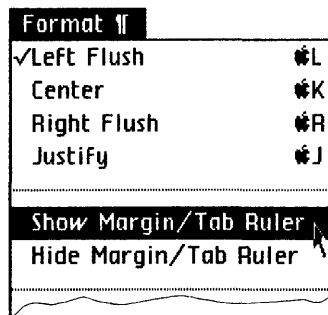 Format ¶
✓Left Flush L
Center K
Right Flush R
Justify J
Show Margin/Tab Ruler
Hide Margin/Tab Ruler